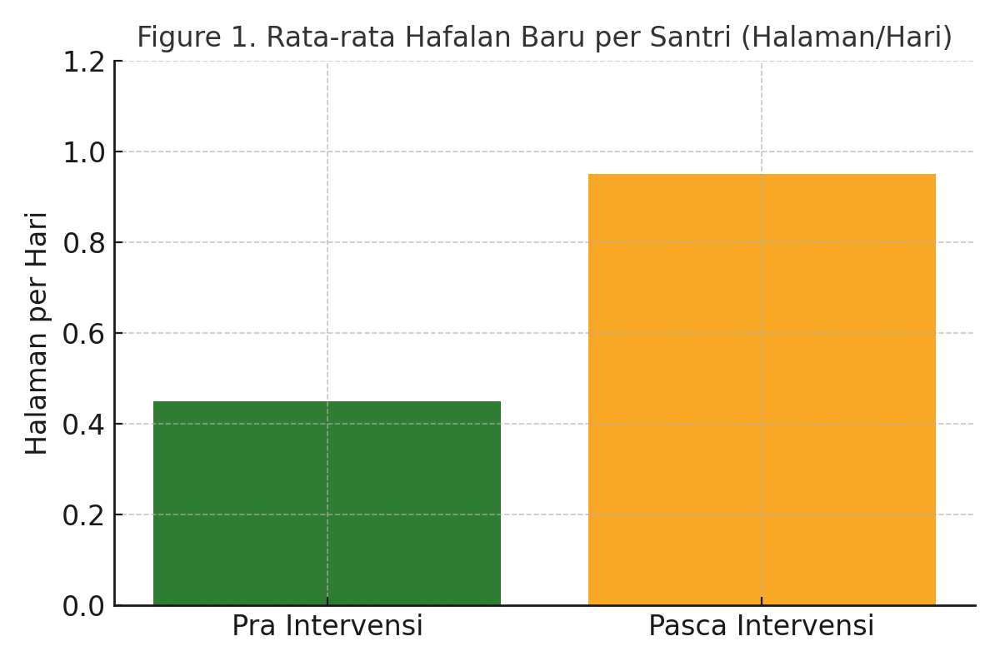 Figure 1. Rata-rata Hafalan Baru per Santri (Halaman/Hari)
1.2
1.0
0.8
0.6
0.4
0.2
0.0
Halaman per Hari
Pra Intervensi
Pasca Intervensi